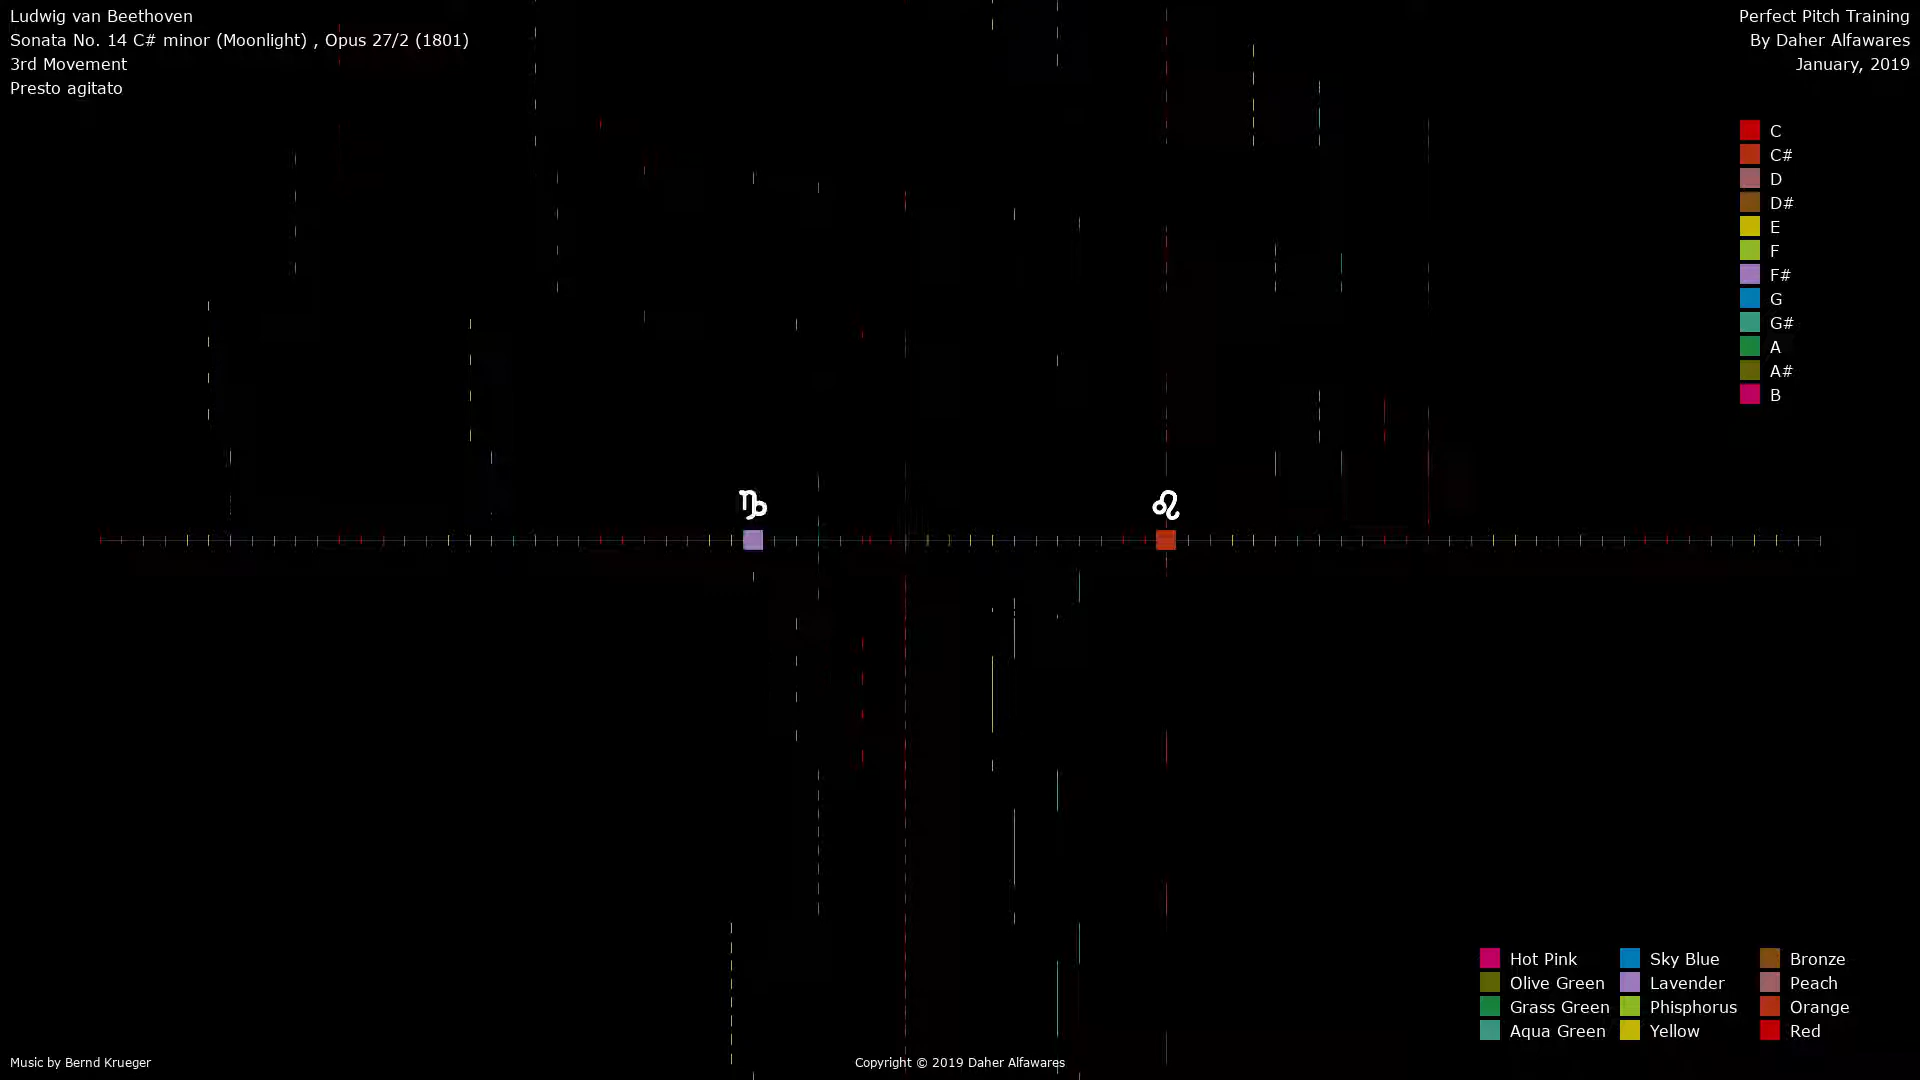 Ludwig van Beethoven
Sonata No. 14 C# minor (Moonlight) , Opus 27/2 (1801)
3rd Movement
Presto agitato
Perfect Pitch Training
By Daher Alfawares
January, 2019
C
C#
D
D#
E
F
F#
G
G#
A
A#
B
♑ ♌
Hot Pink Sky Blue Bronze
Olive Green Lavender Peach
Grass Green Phisphorus Orange
Aqua Green Yellow Red
Music by Bernd Krueger
Copyright © 2019 Daher Alfawares